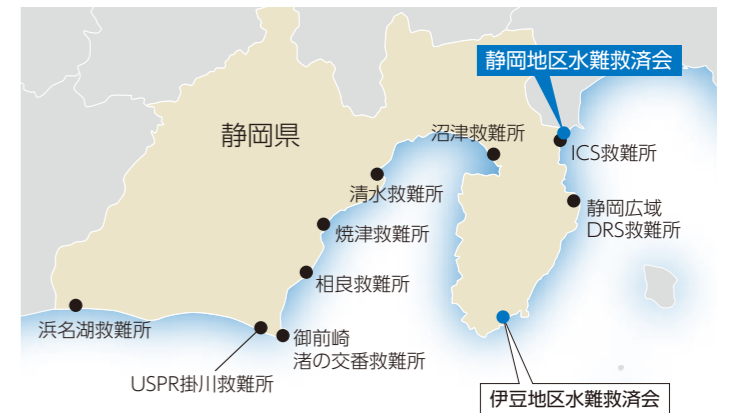 静岡地区水難救済会
静岡県
沼津救難所
ICS救難所
清水救難所
静岡広域
DRS救難所
焼津救難所
相良救難所
浜名湖救難所
御前崎
渚の交番救難所
USPR掛川救難所
伊豆地区水難救済会